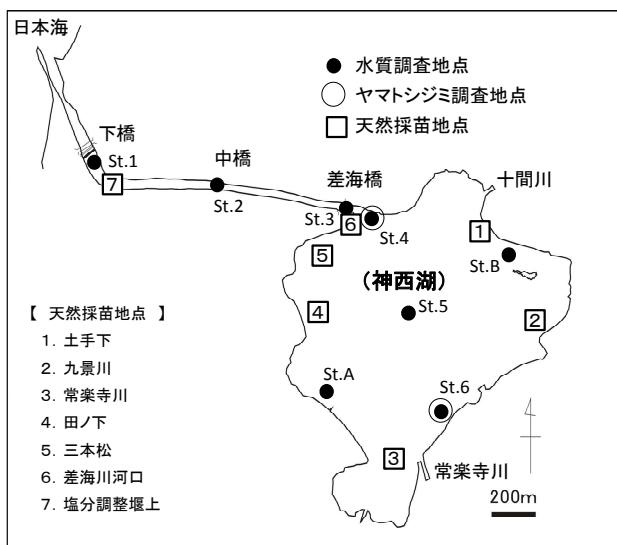 日本海
● 水質調査地点
○ ヤマトシジミ調査地点
□ 天然採苗地点
下橋
St.1
7
中橋
St.2
差海橋
St.3
6
St.4
十間川
1
St.B
5
(神西湖)
4
St.5
2
St.A
St.6
3
常楽寺川
200m
【 天然採苗地点 】
1. 土手下
2. 九景川
3. 常楽寺川
4. 田ノ下
5. 三本松
6. 差海川河口
7. 塩分調整堰上